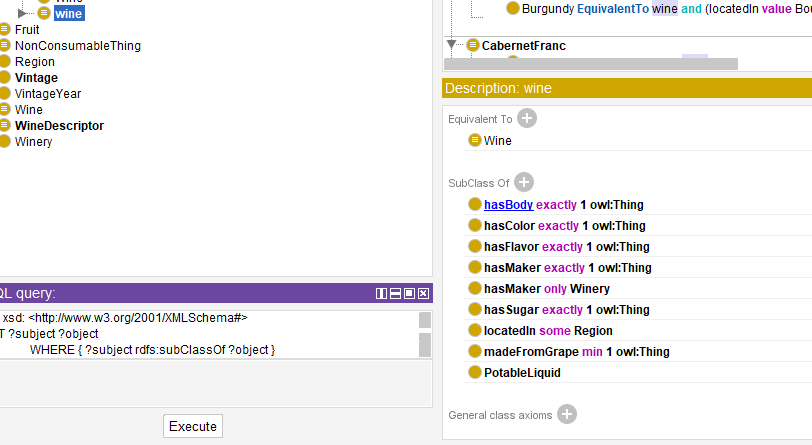 wine
Fruit
NonConsumableThing
Region
Vintage
VintageYear
Wine
WineDescriptor
Winery
QL query:
xsd: <http://www.w3.org/2001/XMLSchema#>
T ?subject ?object
WHERE { ?subject rdfs:subClassOf ?object }
Execute
Burgundy EquivalentTo wine and (locatedIn value Bou
CabernetFranc
Description: wine
Equivalent To
Wine
SubClass Of
hasBody exactly 1 owl:Thing
hasColor exactly 1 owl:Thing
hasFlavor exactly 1 owl:Thing
hasMaker exactly 1 owl:Thing
hasMaker only Winery
hasSugar exactly 1 owl:Thing
locatedIn some Region
madeFromGrape min 1 owl:Thing
PotableLiquid
General class axioms